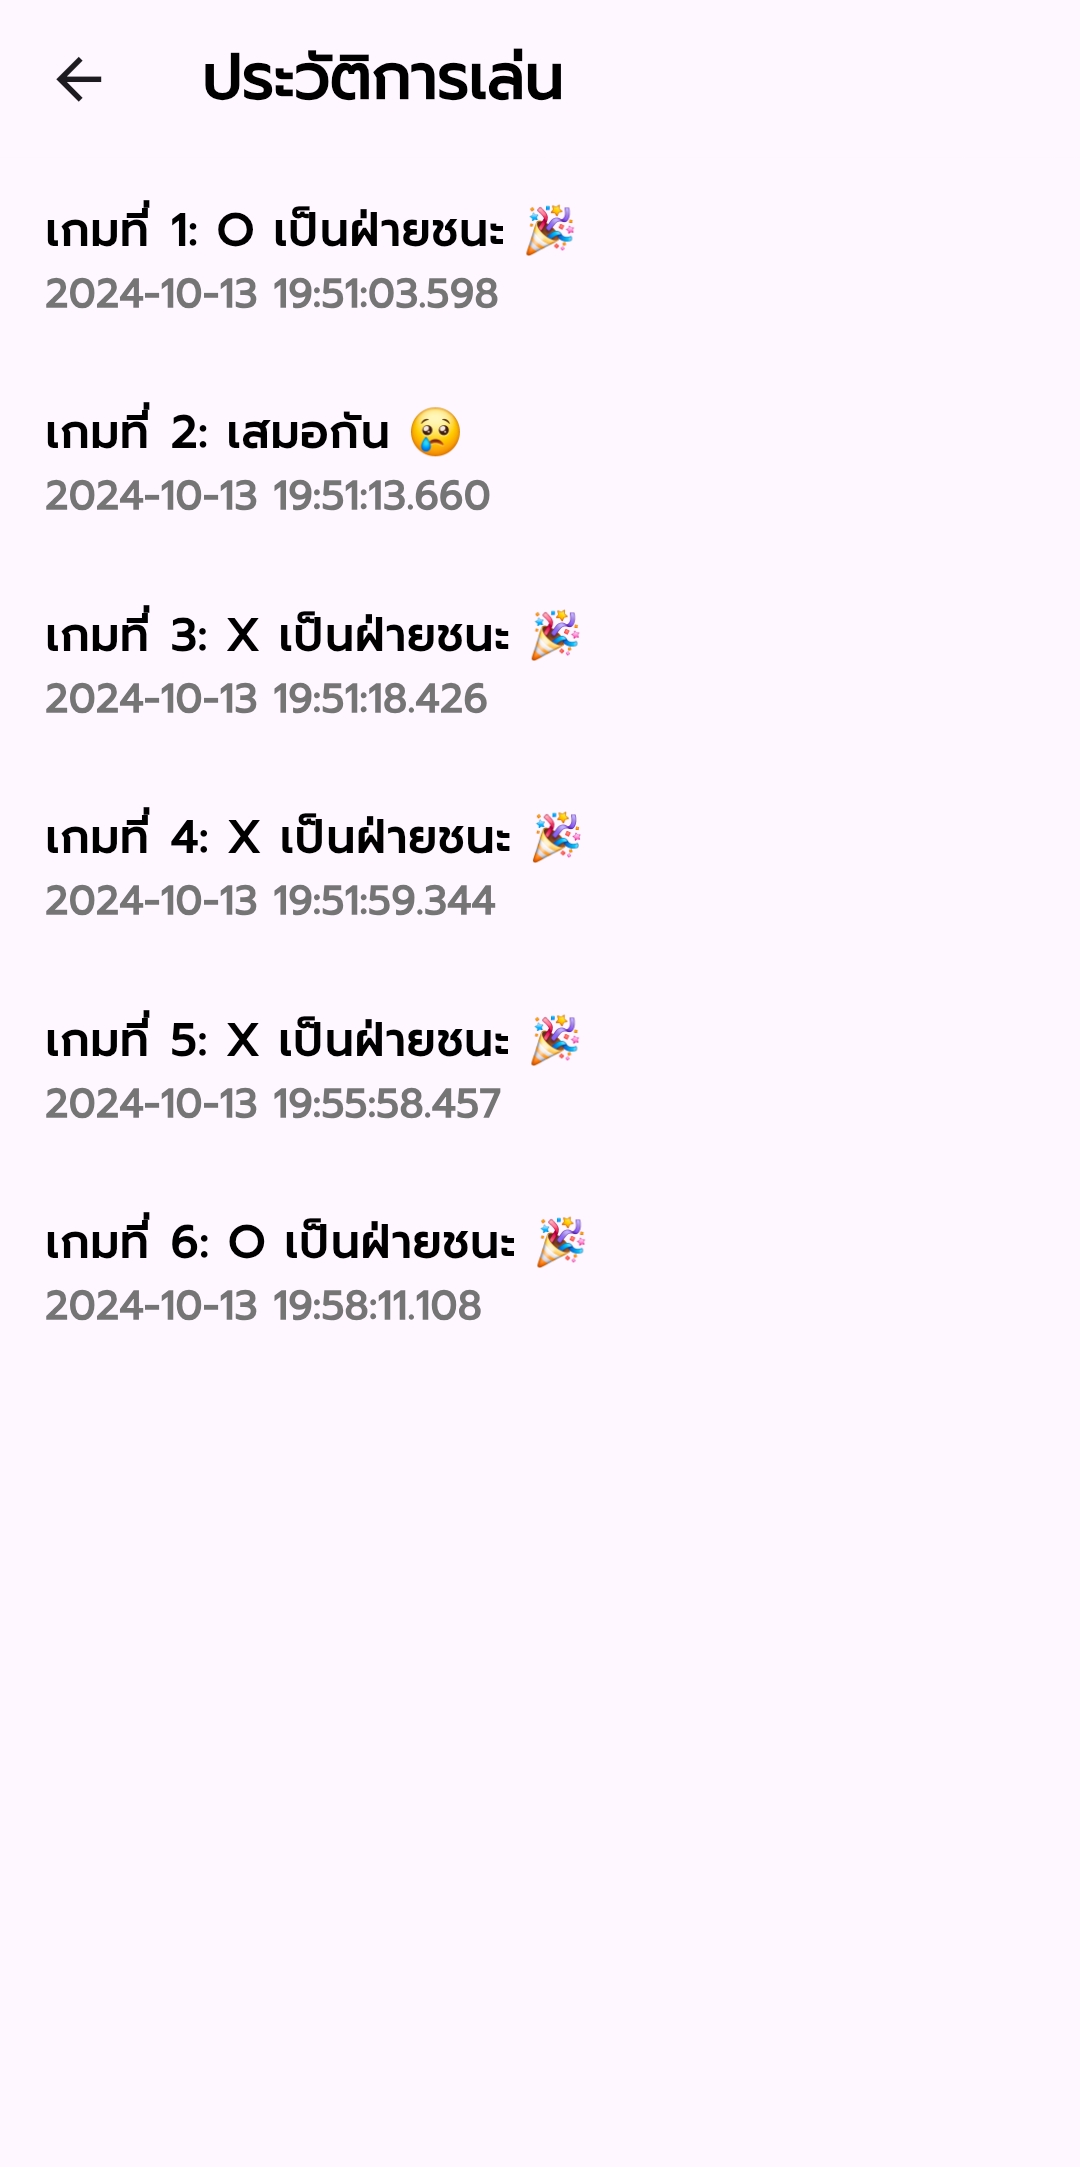 ประวัติการเล่น
เกมที่ 1: O เป็นฝ่ายชนะ 🎉
2024-10-13 19:51:03.598
เกมที่ 2: เสมอกัน 😢
2024-10-13 19:51:13.660
เกมที่ 3: X เป็นฝ่ายชนะ 🎉
2024-10-13 19:51:18.426
เกมที่ 4: X เป็นฝ่ายชนะ 🎉
2024-10-13 19:51:59.344
เกมที่ 5: X เป็นฝ่ายชนะ 🎉
2024-10-13 19:55:58.457
เกมที่ 6: O เป็นฝ่ายชนะ 🎉
2024-10-13 19:58:11.108